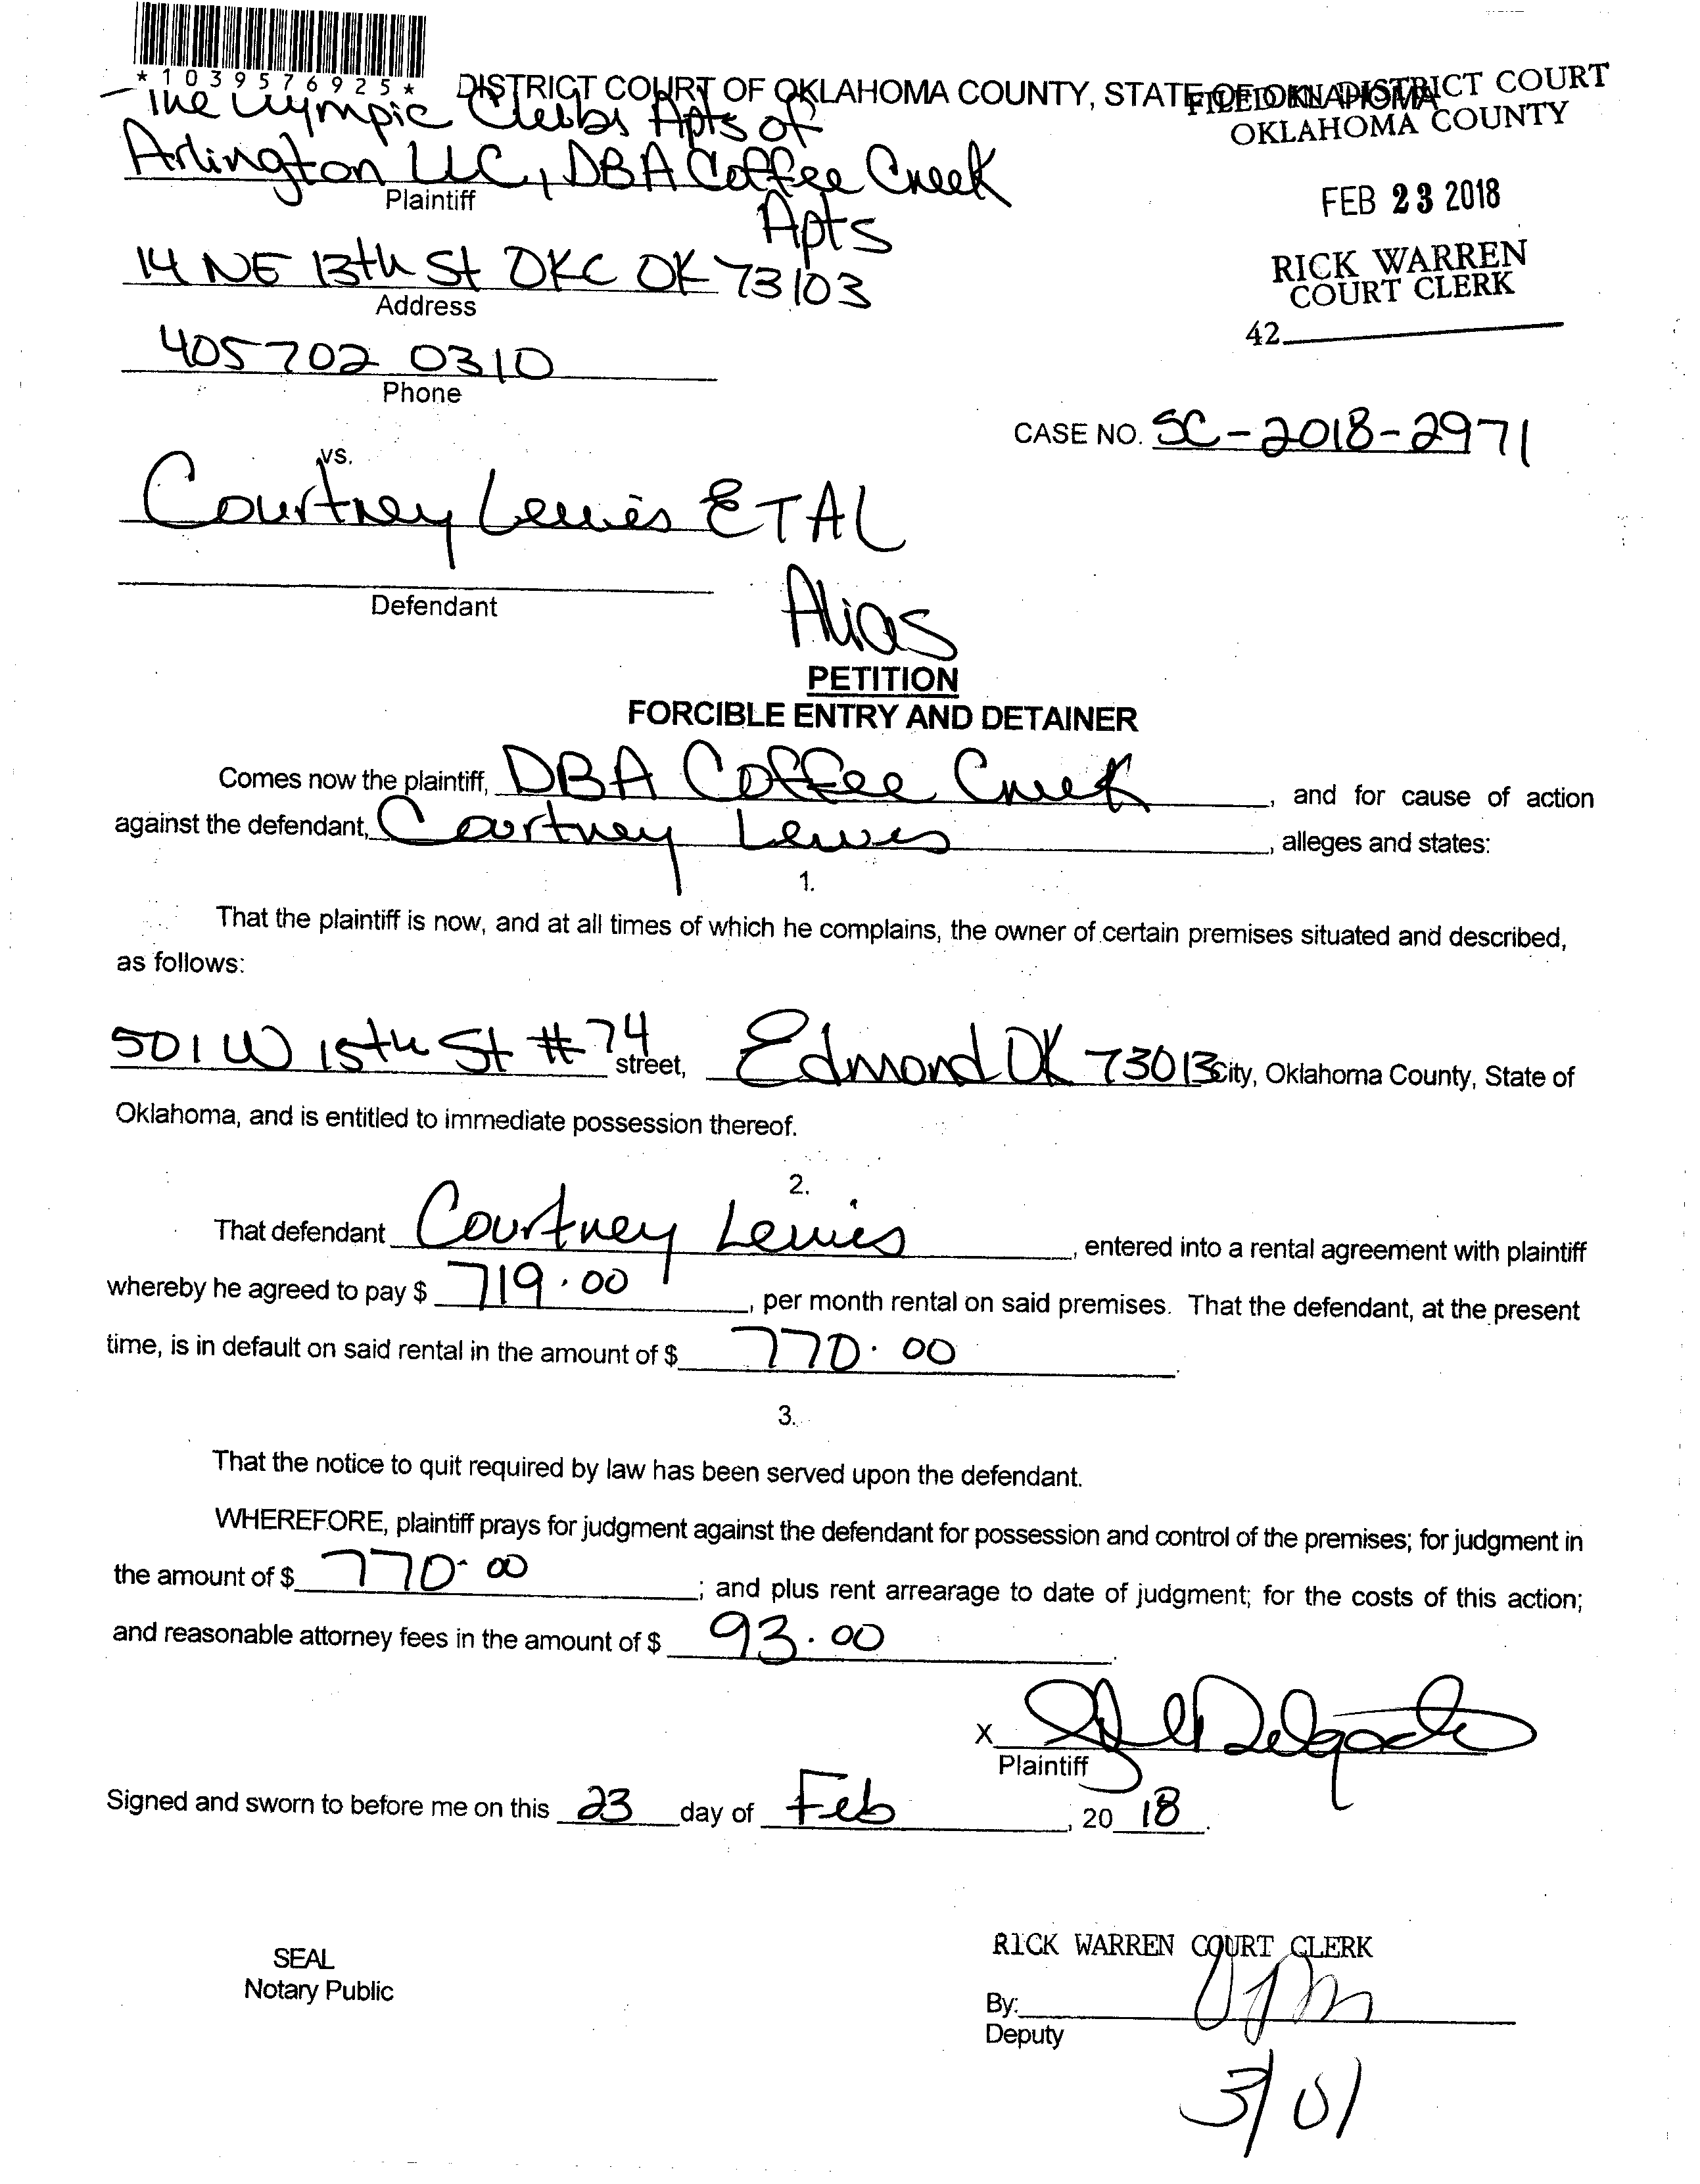 *1039576925*
DISTRICT COURT OF OKLAHOMA COUNTY, STATE OF OKLAHOMA
FILED IN DISTRICT COURT
OKLAHOMA COUNTY
The Olympic Clubs Apts of
Arlington LLC, DBA Coffee Creek
Plaintiff
Apts
FEB 23 2018
14 NE 13th St OKC OK 73103
Address
RICK WARREN
COURT CLERK
42
405 702 0310
Phone
CASE NO. SC-2018-2971
vs.
Courtney Lewis ETAL
Defendant
Alias
PETITION
FORCIBLE ENTRY AND DETAINER
Comes now the plaintiff, DBA Coffee Creek, and for cause of action
against the defendant, Courtney Lewis, alleges and states:
1.
That the plaintiff is now, and at all times of which he complains, the owner of certain premises situated and described,
as follows:
501 W 15th St #74 street, Edmond OK 73013 City, Oklahoma County, State of
Oklahoma, and is entitled to immediate possession thereof.
2.
That defendant Courtney Lewis, entered into a rental agreement with plaintiff
whereby he agreed to pay $ 719.00, per month rental on said premises. That the defendant, at the present
time, is in default on said rental in the amount of $ 770.00.
3.
That the notice to quit required by law has been served upon the defendant.
WHEREFORE, plaintiff prays for judgment against the defendant for possession and control of the premises; for judgment in
the amount of $ 770.00; and plus rent arrearage to date of judgment; for the costs of this action;
and reasonable attorney fees in the amount of $ 93.00.
X Delgado
Plaintiff
Signed and sworn to before me on this 23 day of Feb, 20 18.
SEAL
Notary Public
RICK WARREN COURT CLERK
By:
Deputy
3/01